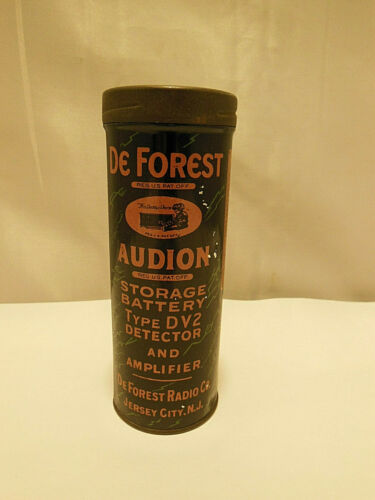 DE FOREST
REG. U.S. PAT. OFF.
AUDION
REG. U.S. PAT. OFF.
STORAGE
BATTERY
TYPE DV2
DETECTOR
AND
AMPLIFIER
DE FOREST RADIO CO.
JERSEY CITY, N.J.